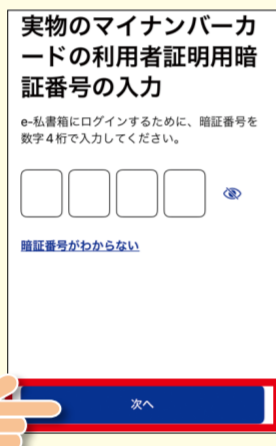 実物のマイナンバーカ
ードの利用者証明用暗
証番号の入力
e-私書箱にログインするために、暗証番号を
数字4桁で入力してください。
暗証番号がわからない
次へ